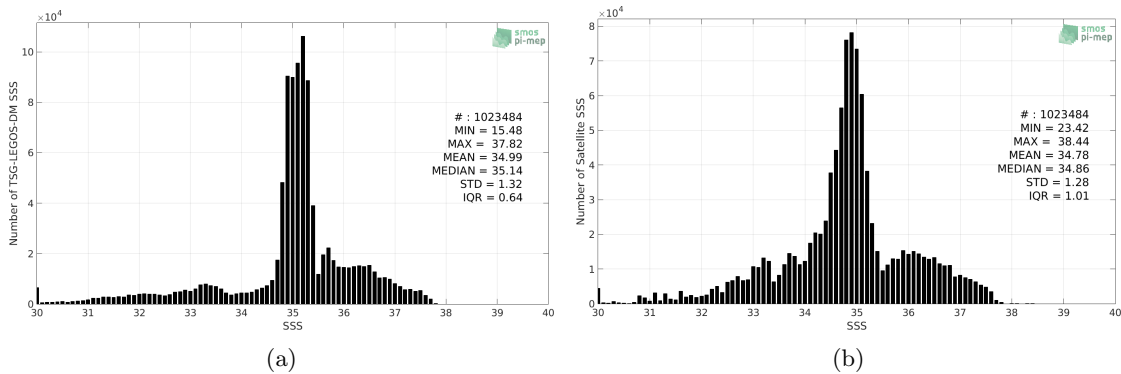 ×10⁴
10
8
6
4
2
0
Number of TSG-LEGOS-DM SSS
30 31 32 33 34 35 36 37 38 39 40
SSS
smos
pi-mep
# : 1023484
MIN = 15.48
MAX = 37.82
MEAN = 34.99
MEDIAN = 35.14
STD = 1.32
IQR = 0.64
(a)
×10⁴
8
7
6
5
4
3
2
1
0
Number of Satellite SSS
30 31 32 33 34 35 36 37 38 39 40
SSS
smos
pi-mep
# : 1023484
MIN = 23.42
MAX = 38.44
MEAN = 34.78
MEDIAN = 34.86
STD = 1.28
IQR = 1.01
(b)